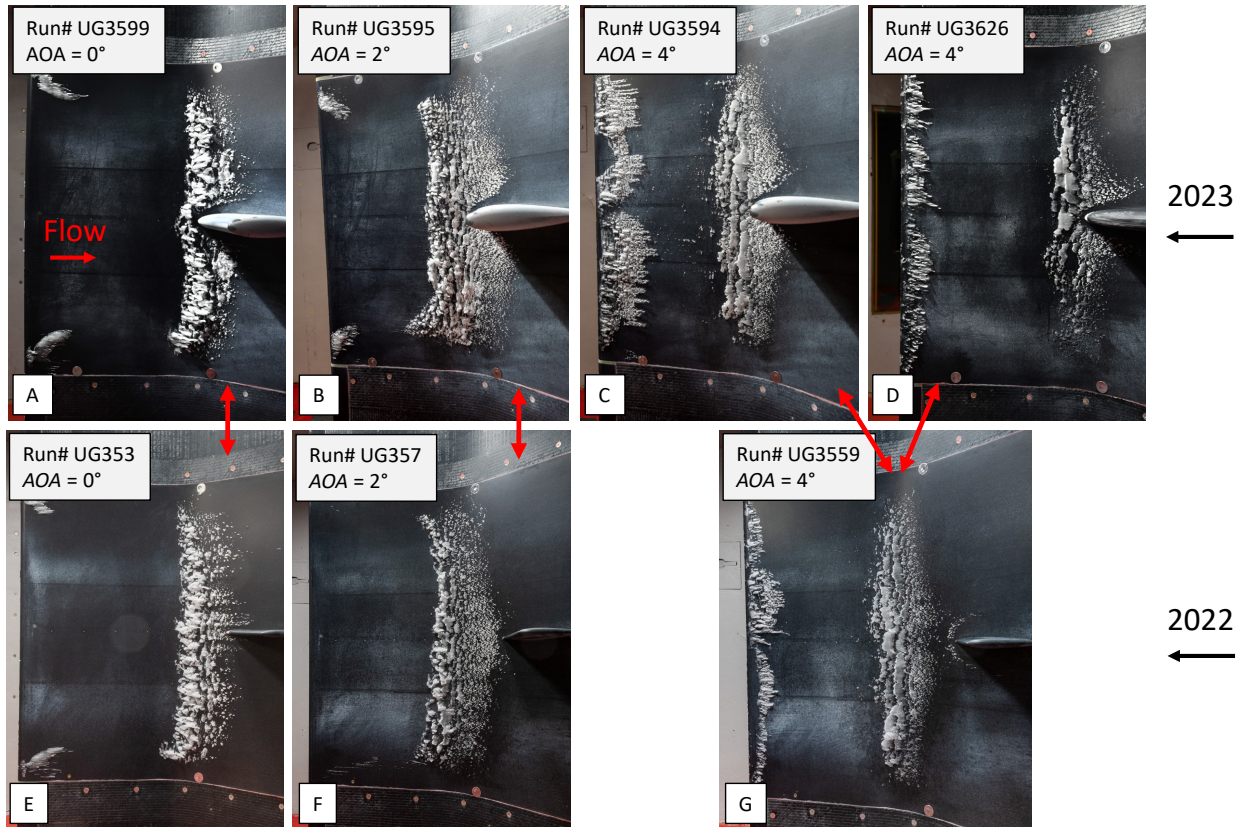 Run# UG3599
AOA = 0°
Run# UG3595
AOA = 2°
Run# UG3594
AOA = 4°
Run# UG3626
AOA = 4°
2023
Flow
A
B
C
D
Run# UG353
AOA = 0°
Run# UG357
AOA = 2°
Run# UG3559
AOA = 4°
2022
E
F
G